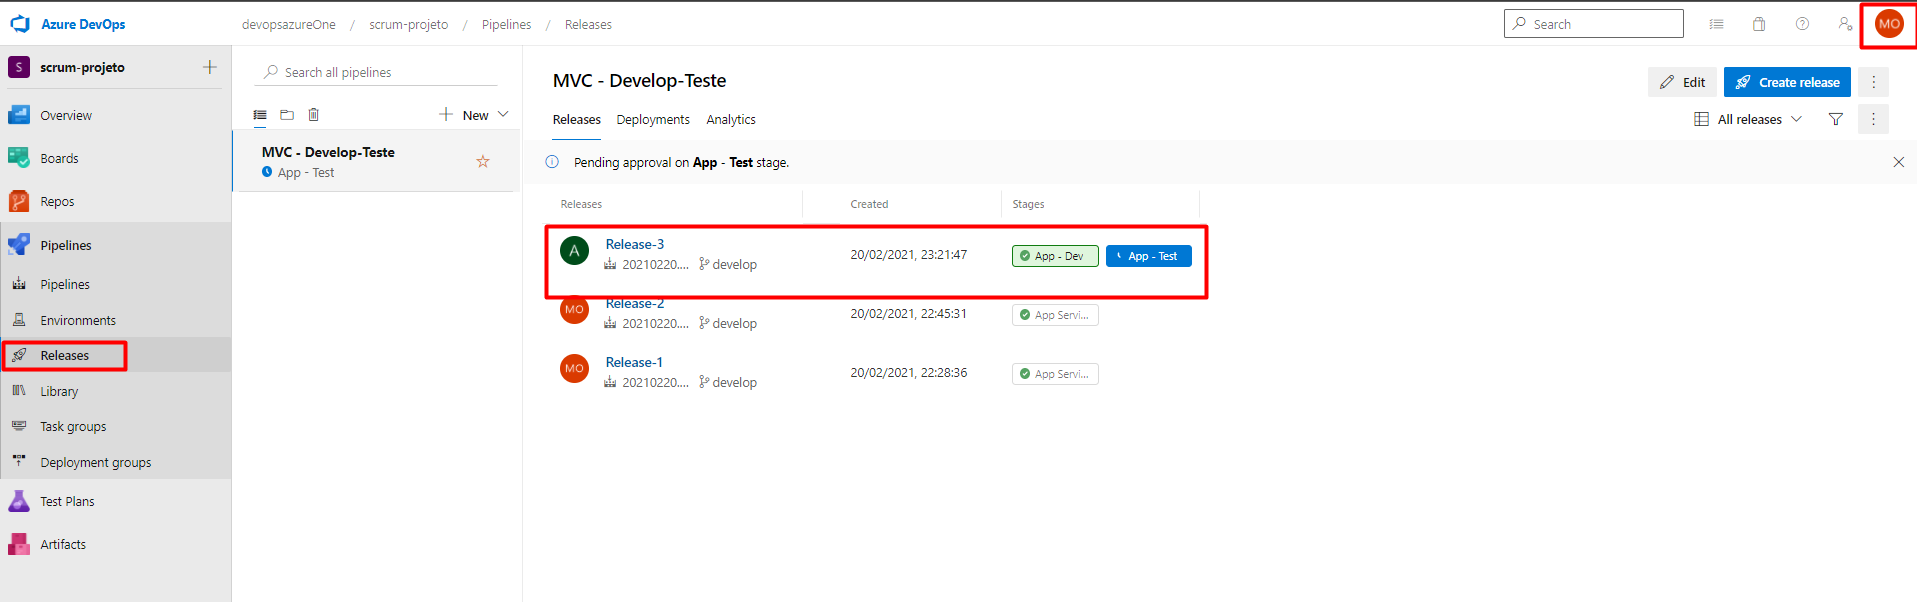 Azure DevOps
devopsazureOne / scrum-projeto / Pipelines / Releases
Search
MO
S scrum-projeto
Overview
Boards
Repos
Pipelines
Pipelines
Environments
Releases
Library
Task groups
Deployment groups
Test Plans
Artifacts
Search all pipelines
New
MVC - Develop-Teste
App - Test
MVC - Develop-Teste
Edit
Create release
Releases Deployments Analytics
All releases
Pending approval on App - Test stage.
Releases Created Stages
A Release-3
20210220.... develop
20/02/2021, 23:21:47
App - Dev App - Test
MO Release-2
20210220.... develop
20/02/2021, 22:45:31
App Servi...
MO Release-1
20210220.... develop
20/02/2021, 22:28:36
App Servi...